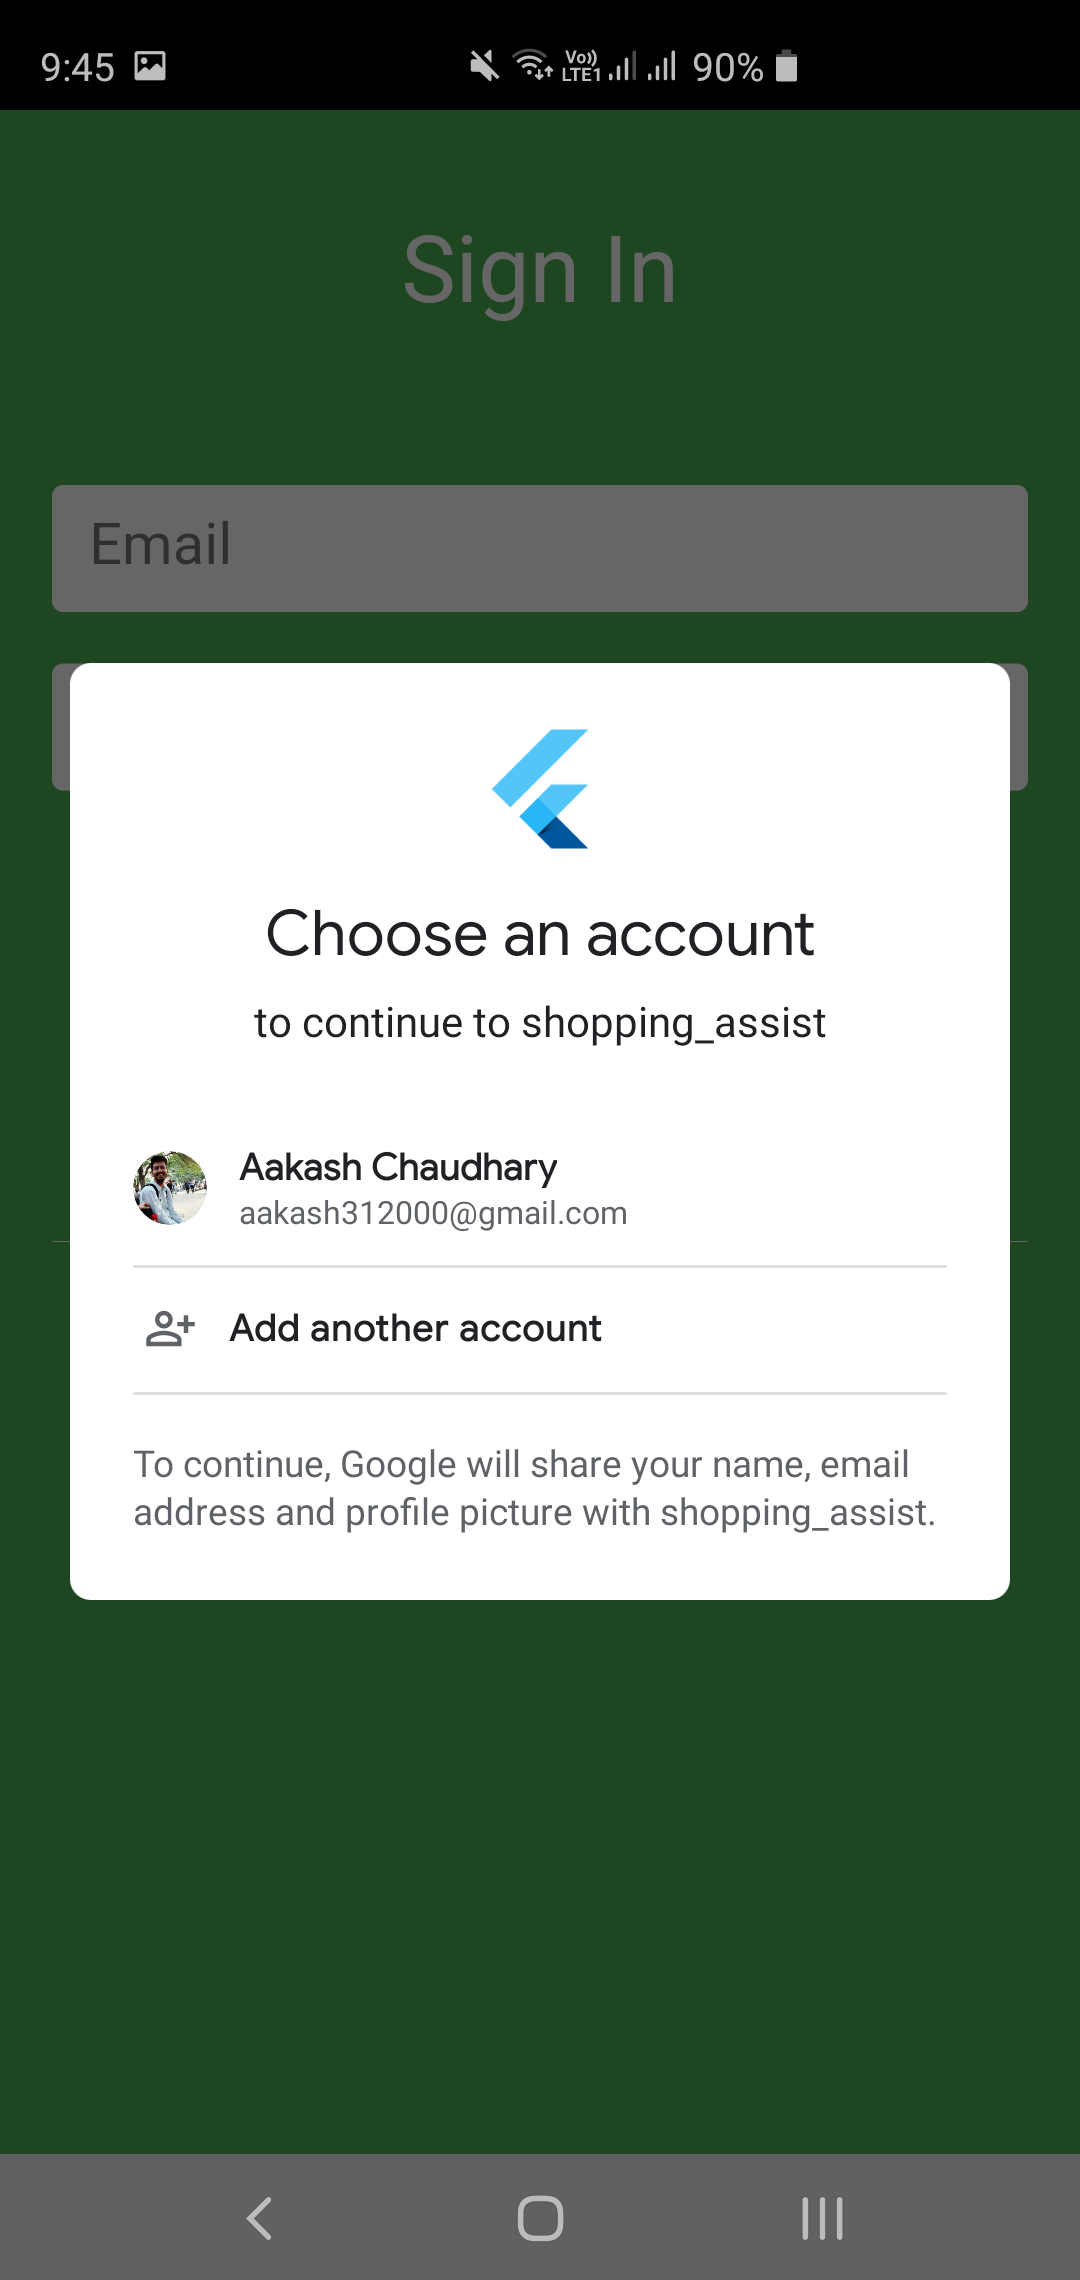 9:45
Vo))
LTE1
90%
Sign In
Email
Choose an account
to continue to shopping_assist
Aakash Chaudhary
aakash312000@gmail.com
Add another account
To continue, Google will share your name, email
address and profile picture with shopping_assist.